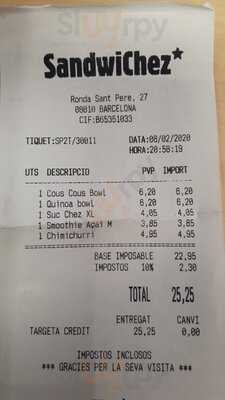 Sluurpy
SandwiChez*
Ronda Sant Pere, 27
08010 BARCELONA
CIF:B65351033
TIQUET:SP2T/30011 DATA:08/02/2020
HORA:20:58:19
UTS DESCRIPCIO PVP IMPORT
1 Cous Cous Bowl 6,20 6,20
1 Quinoa bowl 6,20 6,20
1 Suc Chez XL 4,05 4,05
1 Smoothie Açai M 3,85 3,85
1 Chimichurri 4,95 4,95
BASE IMPOSABLE 22,95
IMPOSTOS 10% 2,30
TOTAL 25,25
ENTREGAT CANVI
TARGETA CREDIT 25,25 0,00
IMPOSTOS INCLOSOS
*** GRACIES PER LA SEVA VISITA ***